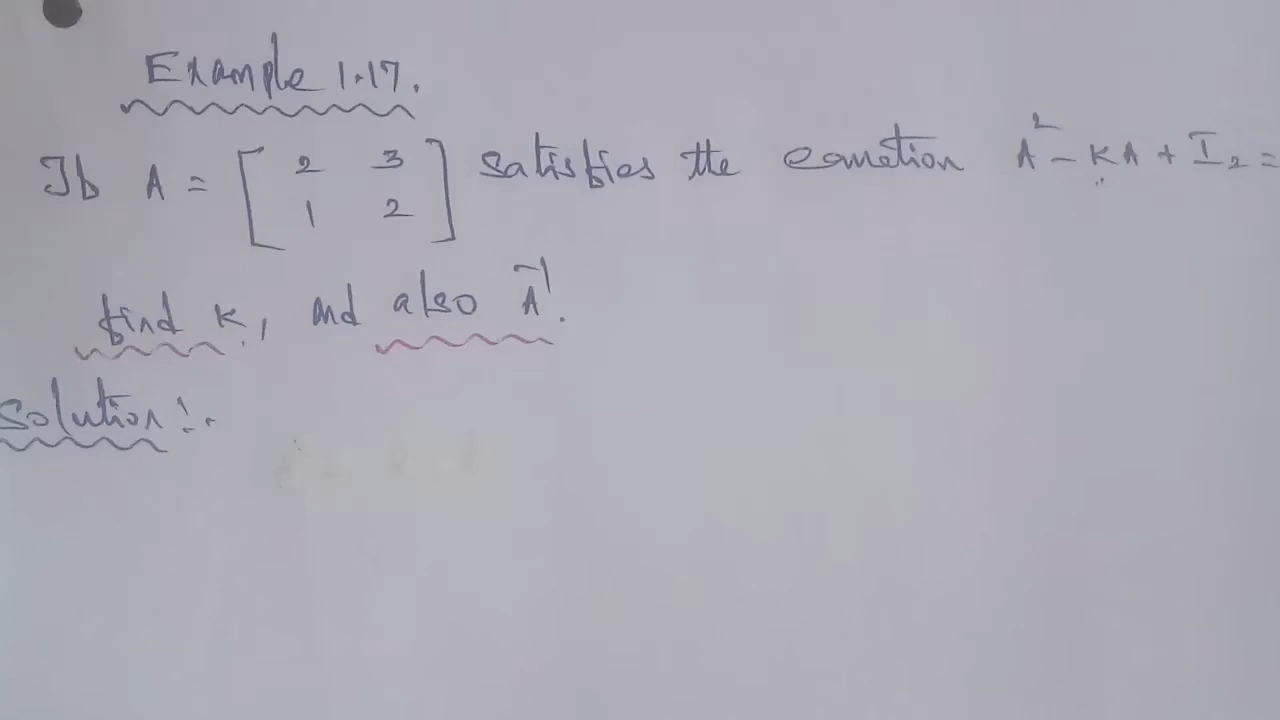 Example 1.17.
If A = [ 2 3 satisfies the equation A² - KA + I₂ =
1 2 ]
find K, and also A⁻¹.
Solution:-